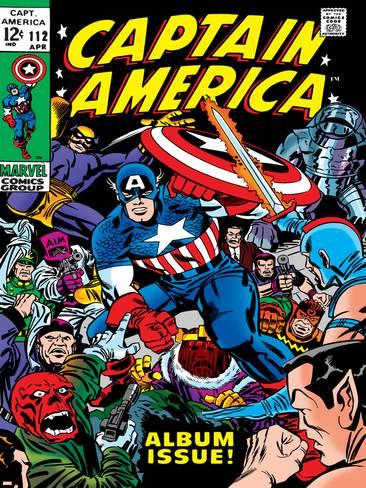 CAPT.
AMERICA
12¢ 112
IND APR
APPROVED
BY THE
COMICS
CODE
AUTHORITY
CAPTAIN
AMERICA
TM
MARVEL
COMICS
GROUP
A
A
AIM
ALBUM
ISSUE!